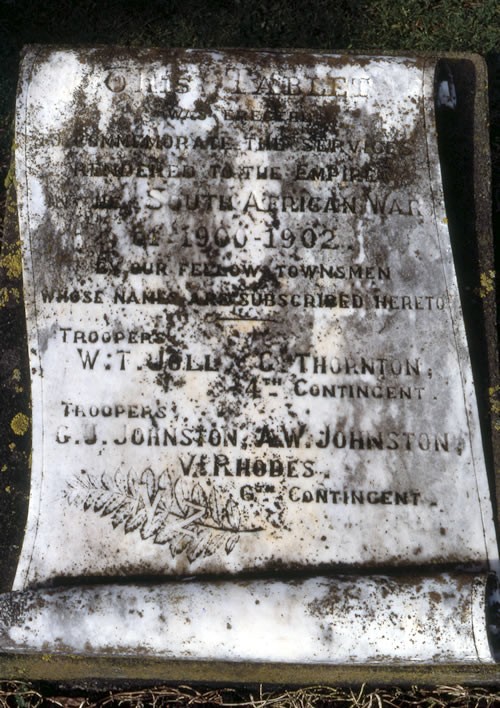 THIS TABLET
WAS ERECTED
TO COMMEMORATE THE SERVICES
RENDERED TO THE EMPIRE
IN THE SOUTH AFRICAN WAR
OF 1900-1902
BY OUR FELLOW TOWNSMEN
WHOSE NAMES ARE SUBSCRIBED HERETO
TROOPERS
W. T. JOLLY C. THORNTON,
4TH CONTINGENT.
TROOPERS
G. J. JOHNSTON, A. W. JOHNSTON,
V. RHODES.
6TH CONTINGENT.